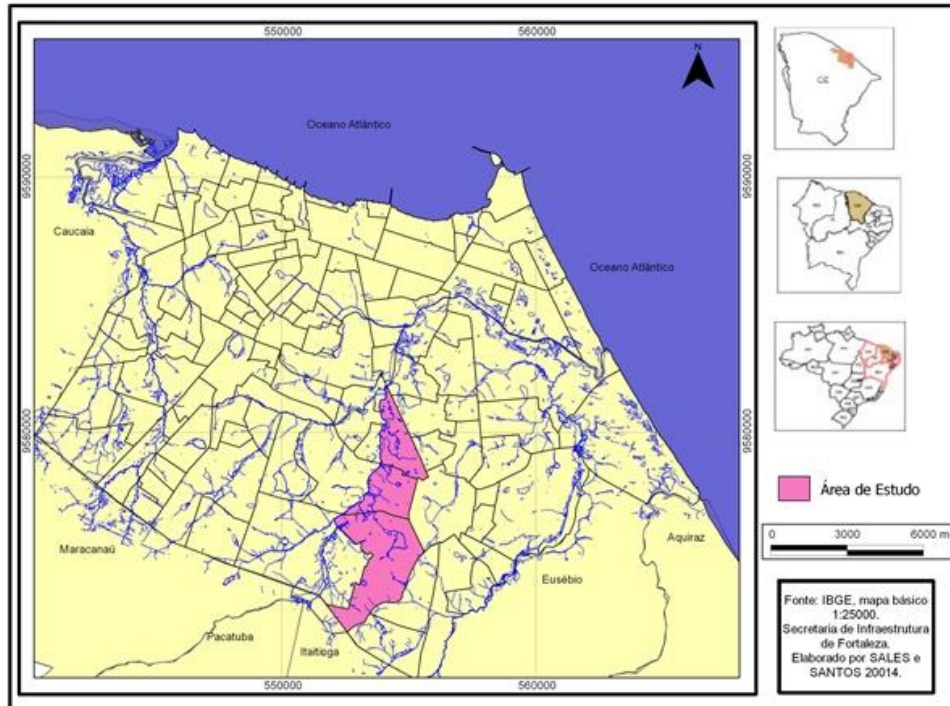 550000 560000
N
Oceano Atlântico
9590000
9590000
Caucaia
Oceano Atlântico
9580000
9580000
Maracanaú
Aquiraz
Eusébio
Pacatuba
Itaitioga
550000 560000
CE
Área de Estudo
0 3000 6000 m
Fonte: IBGE, mapa básico
1:25000.
Secretaria de Infraestrutura
de Fortaleza.
Elaborado por SALES e
SANTOS 20014.